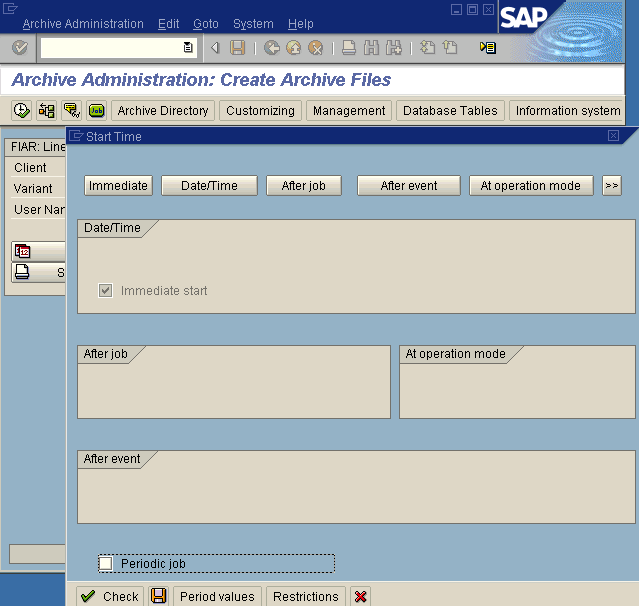 Archive Administration Edit Goto System Help
SAP
Archive Administration: Create Archive Files
Job Archive Directory Customizing Management Database Tables Information system
FIAR: Line
Client
Variant
User Nan
S
Start Time
Immediate Date/Time After job After event At operation mode >>
Date/Time
Immediate start
After job At operation mode
After event
Periodic job
Check Period values Restrictions